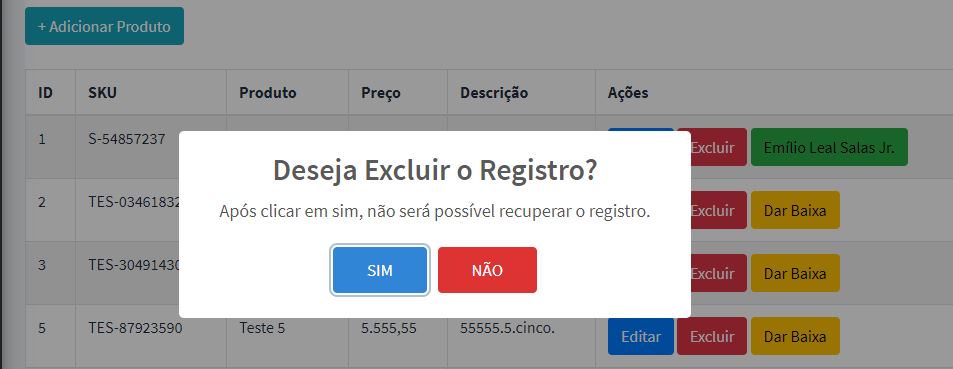 + Adicionar Produto
ID SKU Produto Preço Descrição Ações
1 S-54857237 Excluir Emílio Leal Salas Jr.
Deseja Excluir o Registro?
2 TES-03461832 Excluir Dar Baixa
Após clicar em sim, não será possível recuperar o registro.
3 TES-30491430 Excluir Dar Baixa
SIM NÃO
5 TES-87923590 Teste 5 5.555,55 55555.5.cinco. Editar Excluir Dar Baixa